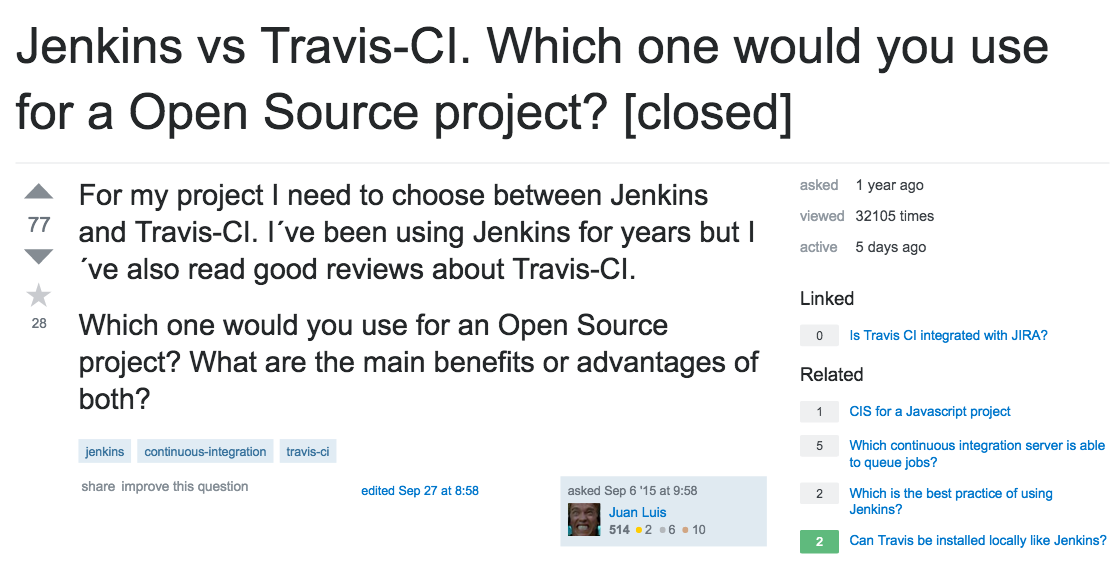 Jenkins vs Travis-CI. Which one would you use
for a Open Source project? [closed]
77
28
For my project I need to choose between Jenkins
and Travis-CI. I´ve been using Jenkins for years but I
´ve also read good reviews about Travis-CI.
Which one would you use for an Open Source
project? What are the main benefits or advantages of
both?
jenkins continuous-integration travis-ci
share improve this question
edited Sep 27 at 8:58
asked Sep 6 '15 at 9:58
Juan Luis
514 2 6 10
asked 1 year ago
viewed 32105 times
active 5 days ago
Linked
0 Is Travis CI integrated with JIRA?
Related
1 CIS for a Javascript project
5 Which continuous integration server is able
to queue jobs?
2 Which is the best practice of using
Jenkins?
2 Can Travis be installed locally like Jenkins?